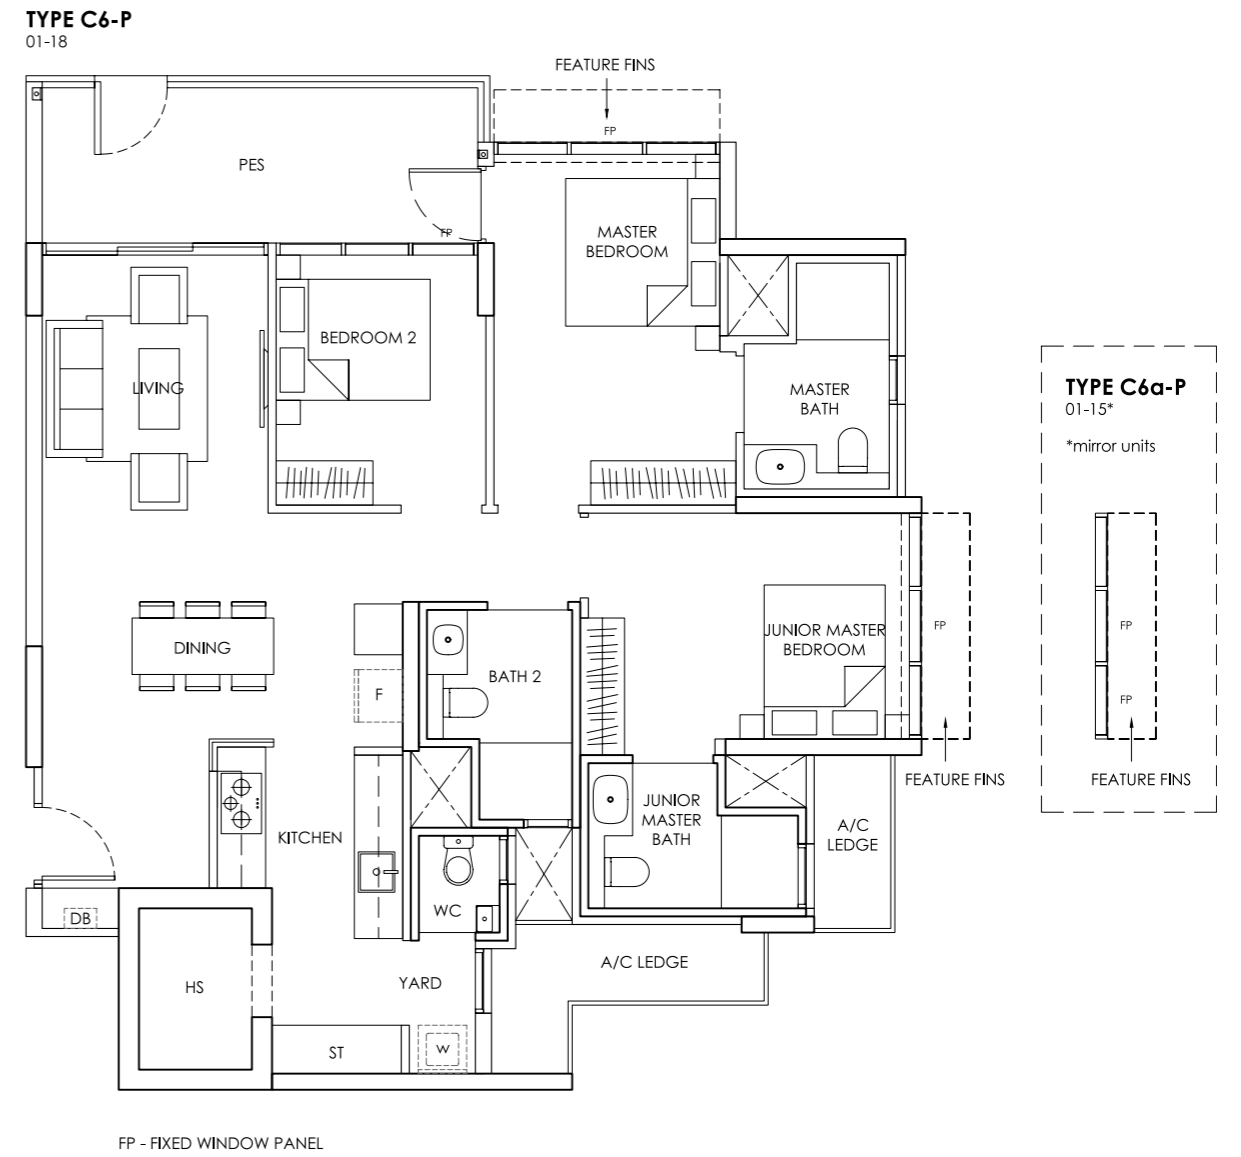 TYPE C6-P
01-18
FEATURE FINS
FP
PES
FP
MASTER
BEDROOM
BEDROOM 2
LIVING
MASTER
BATH
TYPE C6a-P
01-15*
*mirror units
DINING
JUNIOR MASTER
BEDROOM
FP
FP
BATH 2
F
FP
FEATURE FINS
FEATURE FINS
JUNIOR
MASTER
BATH
KITCHEN
A/C
LEDGE
WC
DB
A/C LEDGE
HS
YARD
ST
W
FP - FIXED WINDOW PANEL